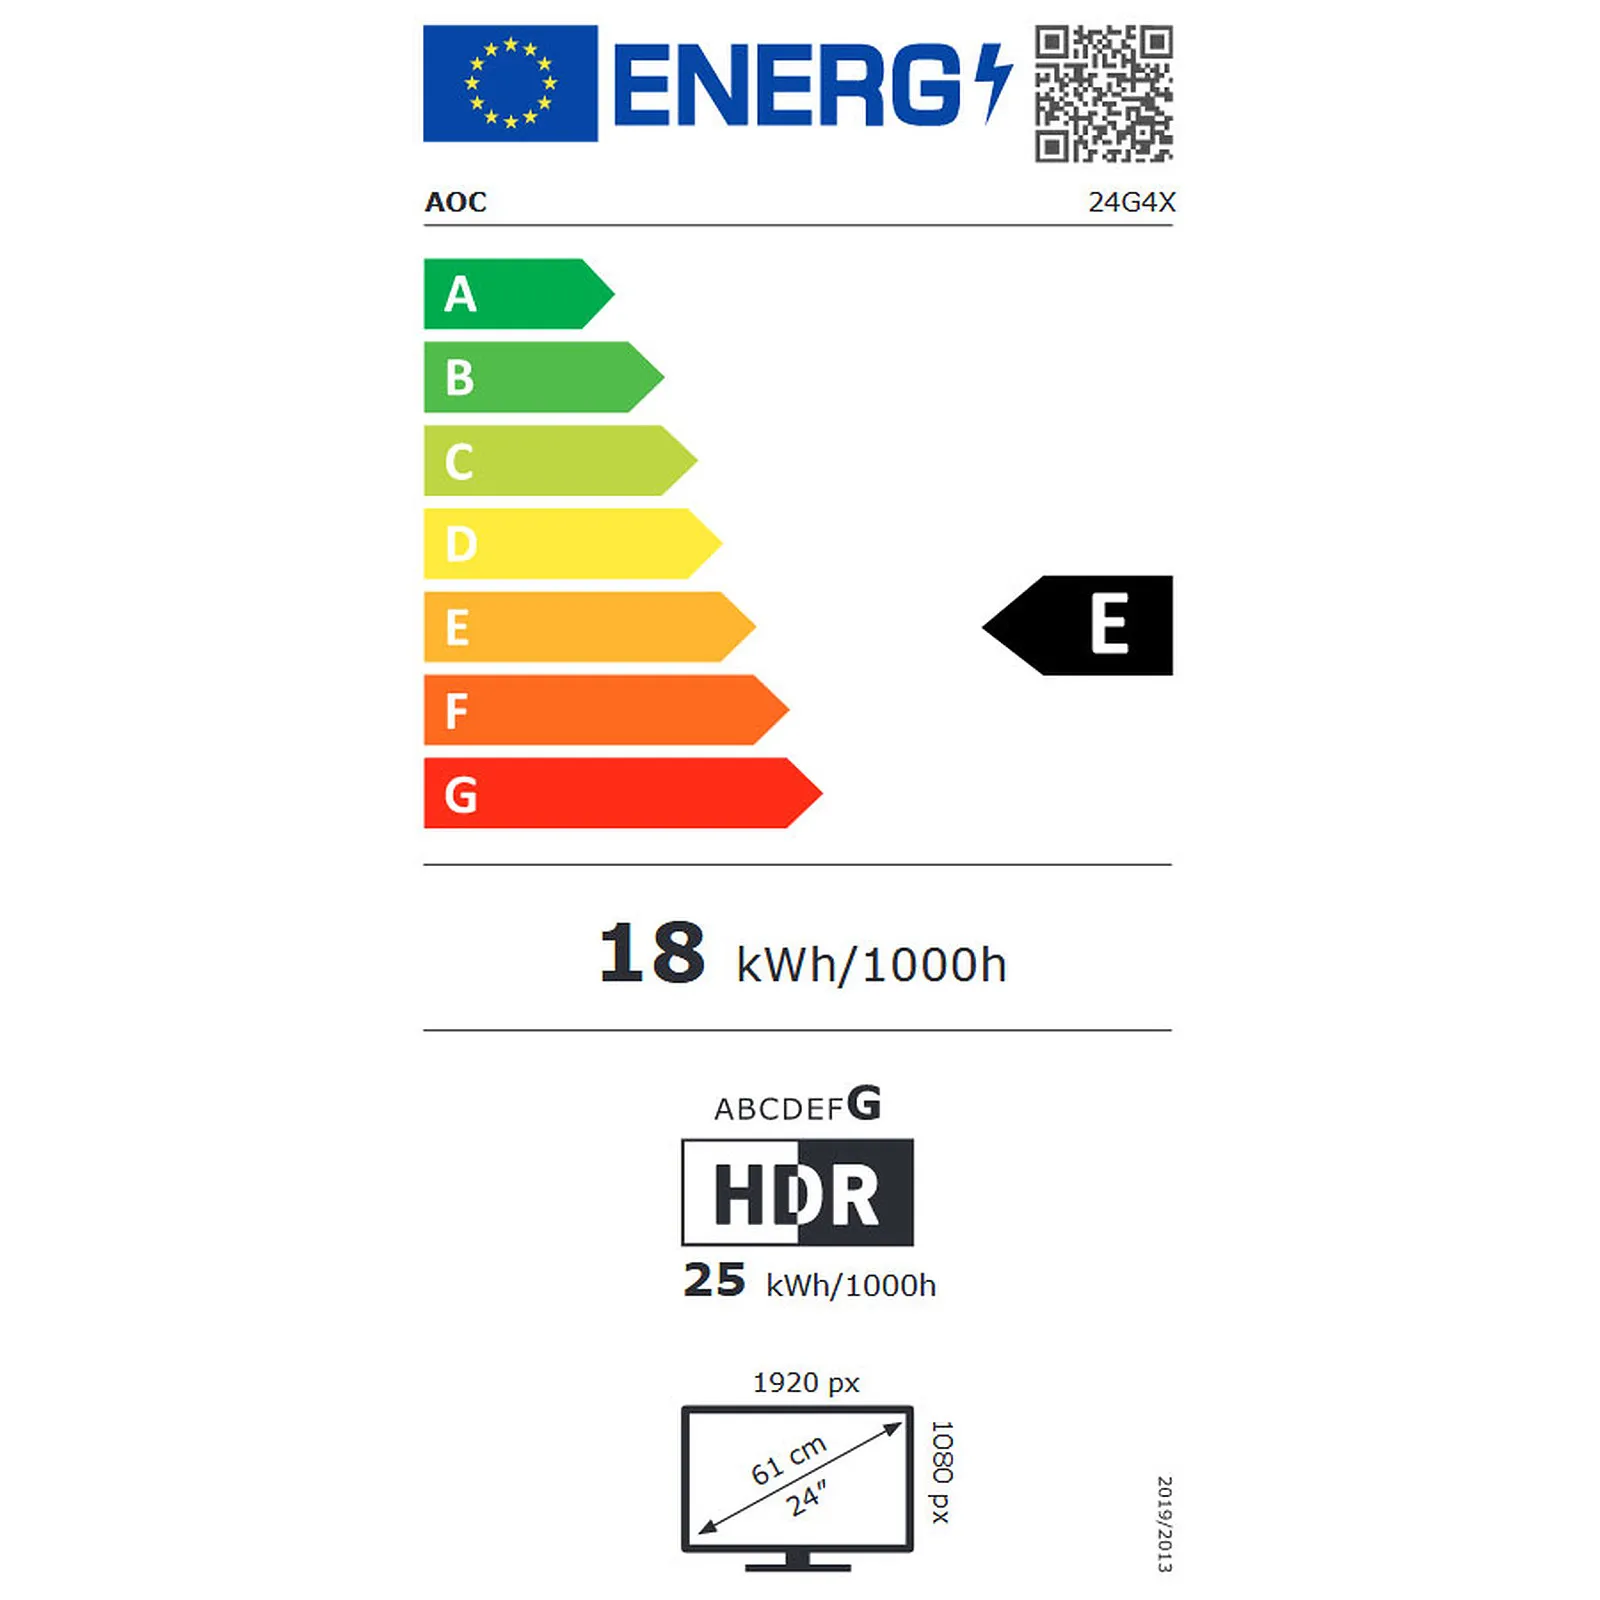 ENERG
AOC 24G4X
A
B
C
D
E
E
F
G
18 kWh/1000h
ABCDEFG
HDR
25 kWh/1000h
1920 px
61 cm
24"
1080 px
2019/2013